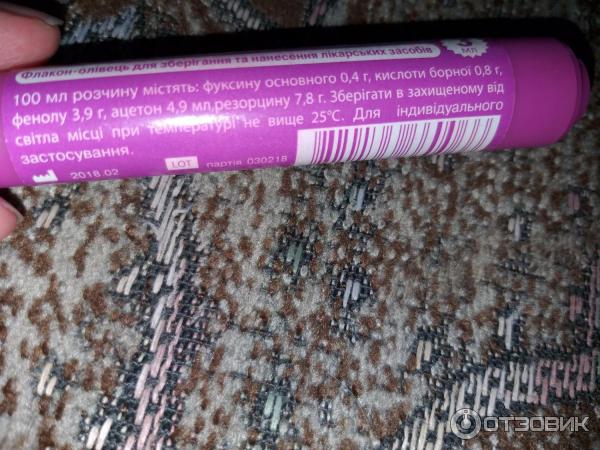 Флакон-олівець для зберігання та нанесення лікарських засобів
мл
100 мл розчину містять: фуксину основного 0,4 г, кислоти борної 0,8 г,
фенолу 3,9 г, ацетон 4,9 мл,резорцину 7,8 г. Зберігати в захищеному від
світла місці при температурі не вище 25°С. Для індивідуального
застосування.
2018.02
LOT партія 030218
ОТЗОВИК